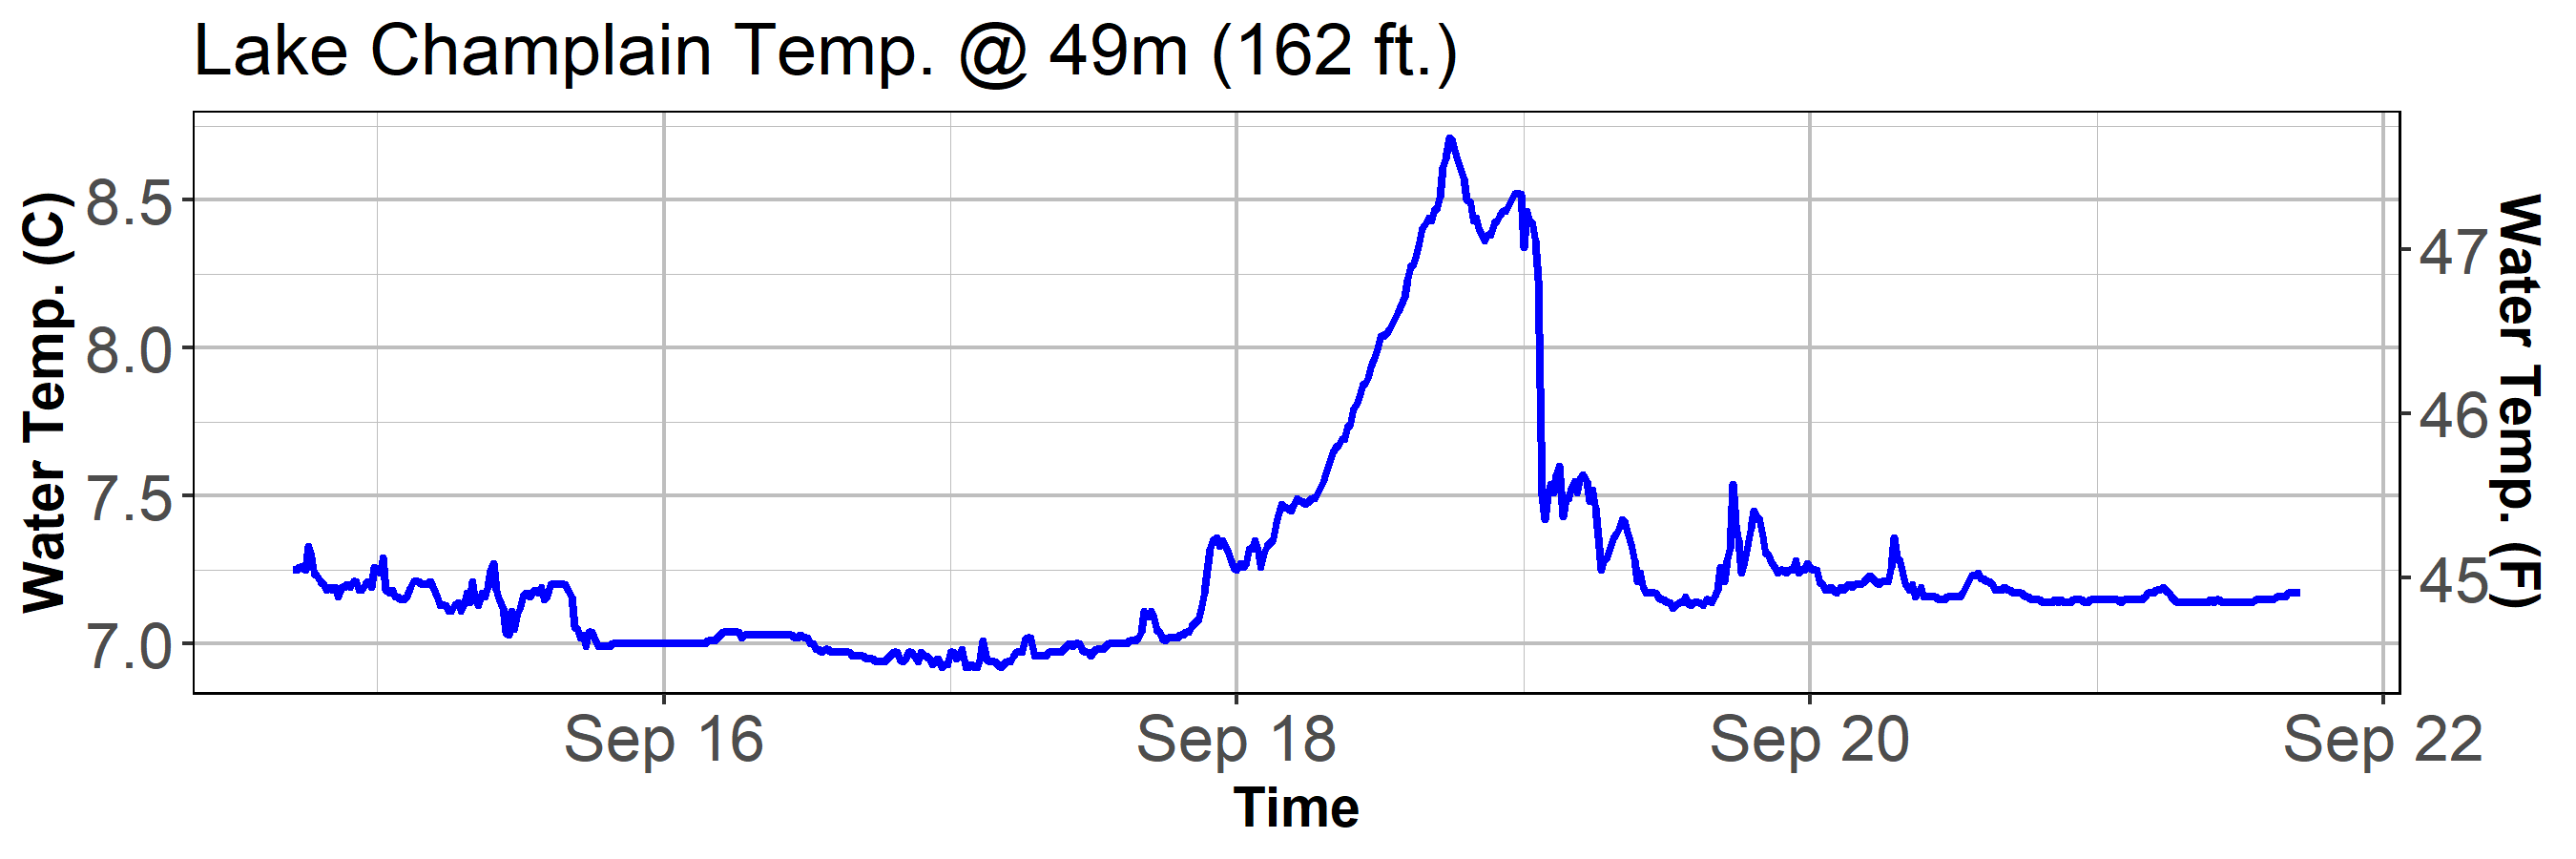 Lake Champlain Temp. @ 49m (162 ft.)
Water Temp. (C)
8.5
8.0
7.5
7.0
47
46
45
Water Temp. (F)
Sep 16 Sep 18 Sep 20 Sep 22
Time